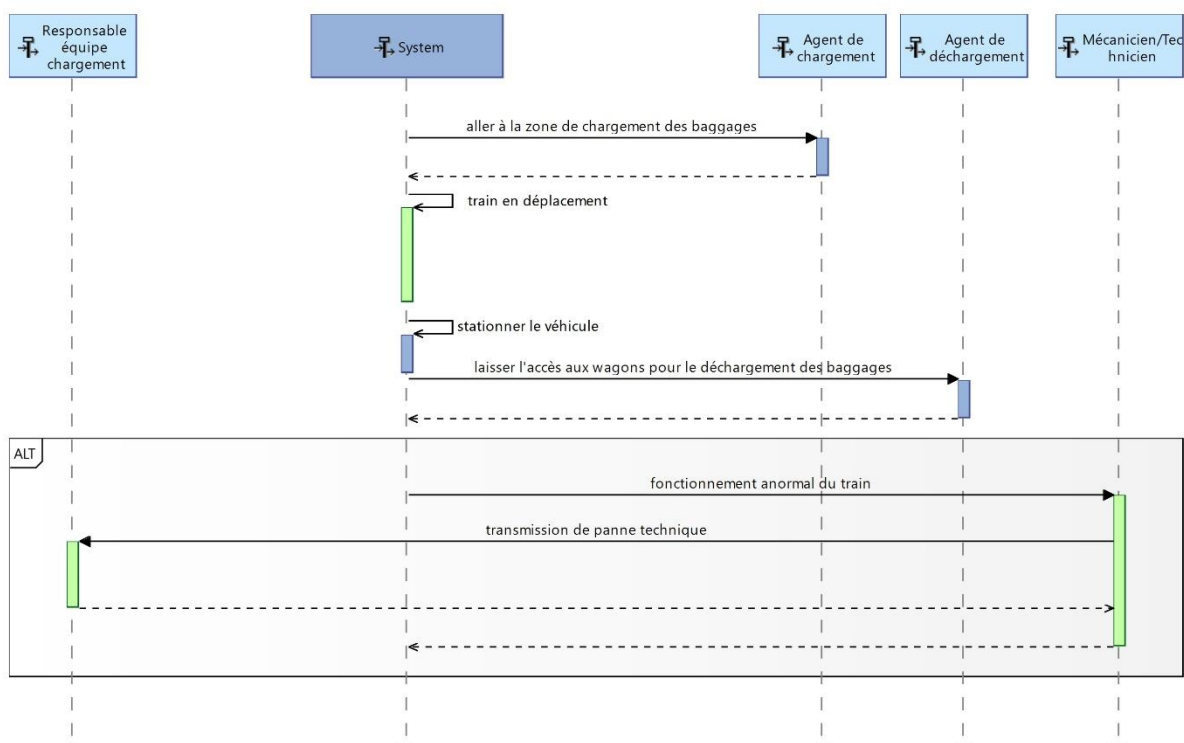 Responsable
équipe
chargement
System
Agent de
chargement
Agent de
déchargement
Mécanicien/Tec
hnicien
aller à la zone de chargement des baggages
train en déplacement
stationner le véhicule
laisser l'accès aux wagons pour le déchargement des baggages
ALT
fonctionnement anormal du train
transmission de panne technique